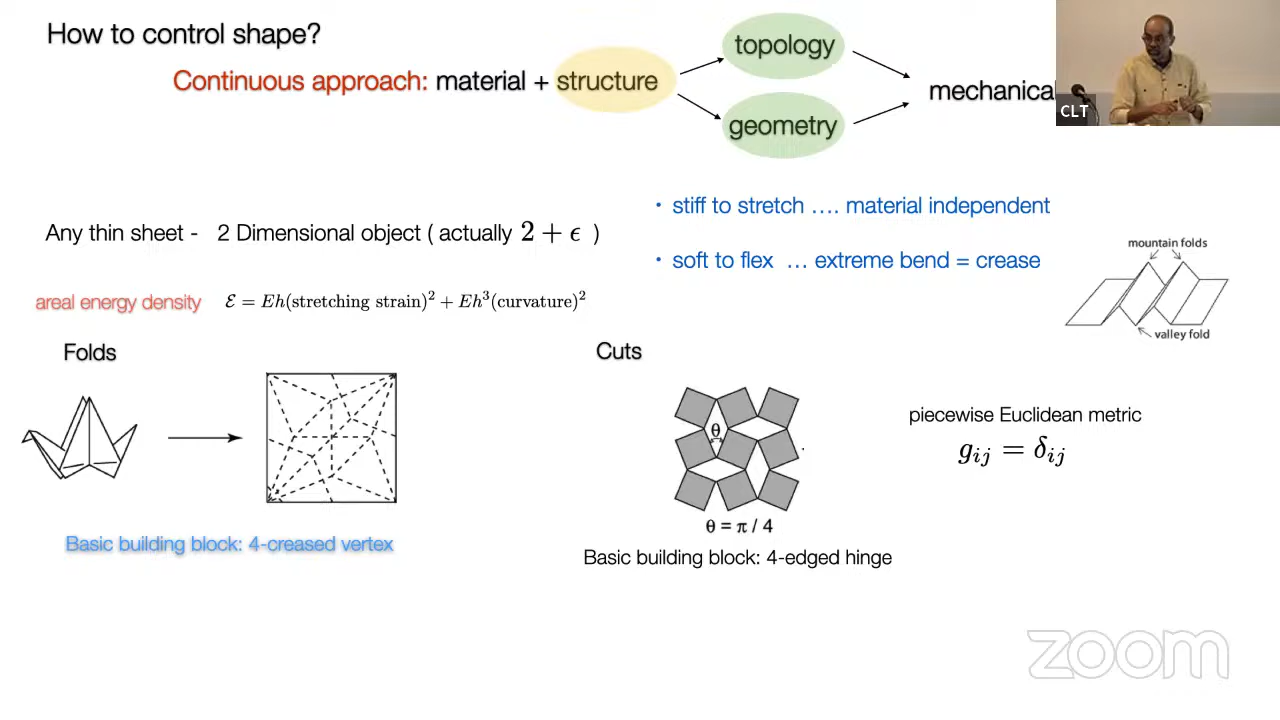 How to control shape?
Continuous approach: material + structure
topology
geometry
mechanical
CLT
Any thin sheet - 2 Dimensional object ( actually 2 + ϵ )
• stiff to stretch .... material independent
• soft to flex ... extreme bend = crease
mountain folds
valley fold
areal energy density ℰ = Eh(stretching strain)² + Eh³(curvature)²
Folds
Cuts
θ
θ = π / 4
piecewise Euclidean metric
gᵢⱼ = δᵢⱼ
Basic building block: 4-creased vertex
Basic building block: 4-edged hinge
zoom